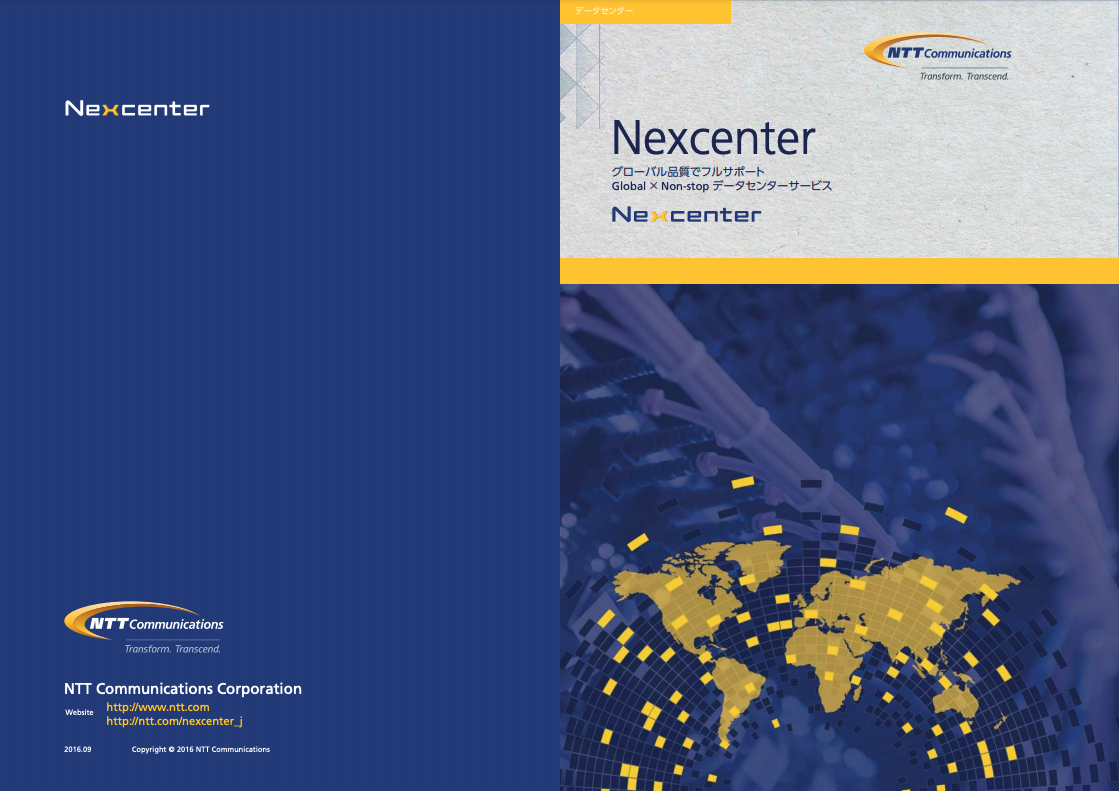 Nexcenter
NTT Communications
Transform. Transcend.
NTT Communications Corporation
Website
http://www.ntt.com
http://ntt.com/nexcenter_j
2016.09
Copyright © 2016 NTT Communications
データセンター
NTT Communications
Transform. Transcend.
Nexcenter
グローバル品質でフルサポート
Global × Non-stop データセンターサービス
Nexcenter